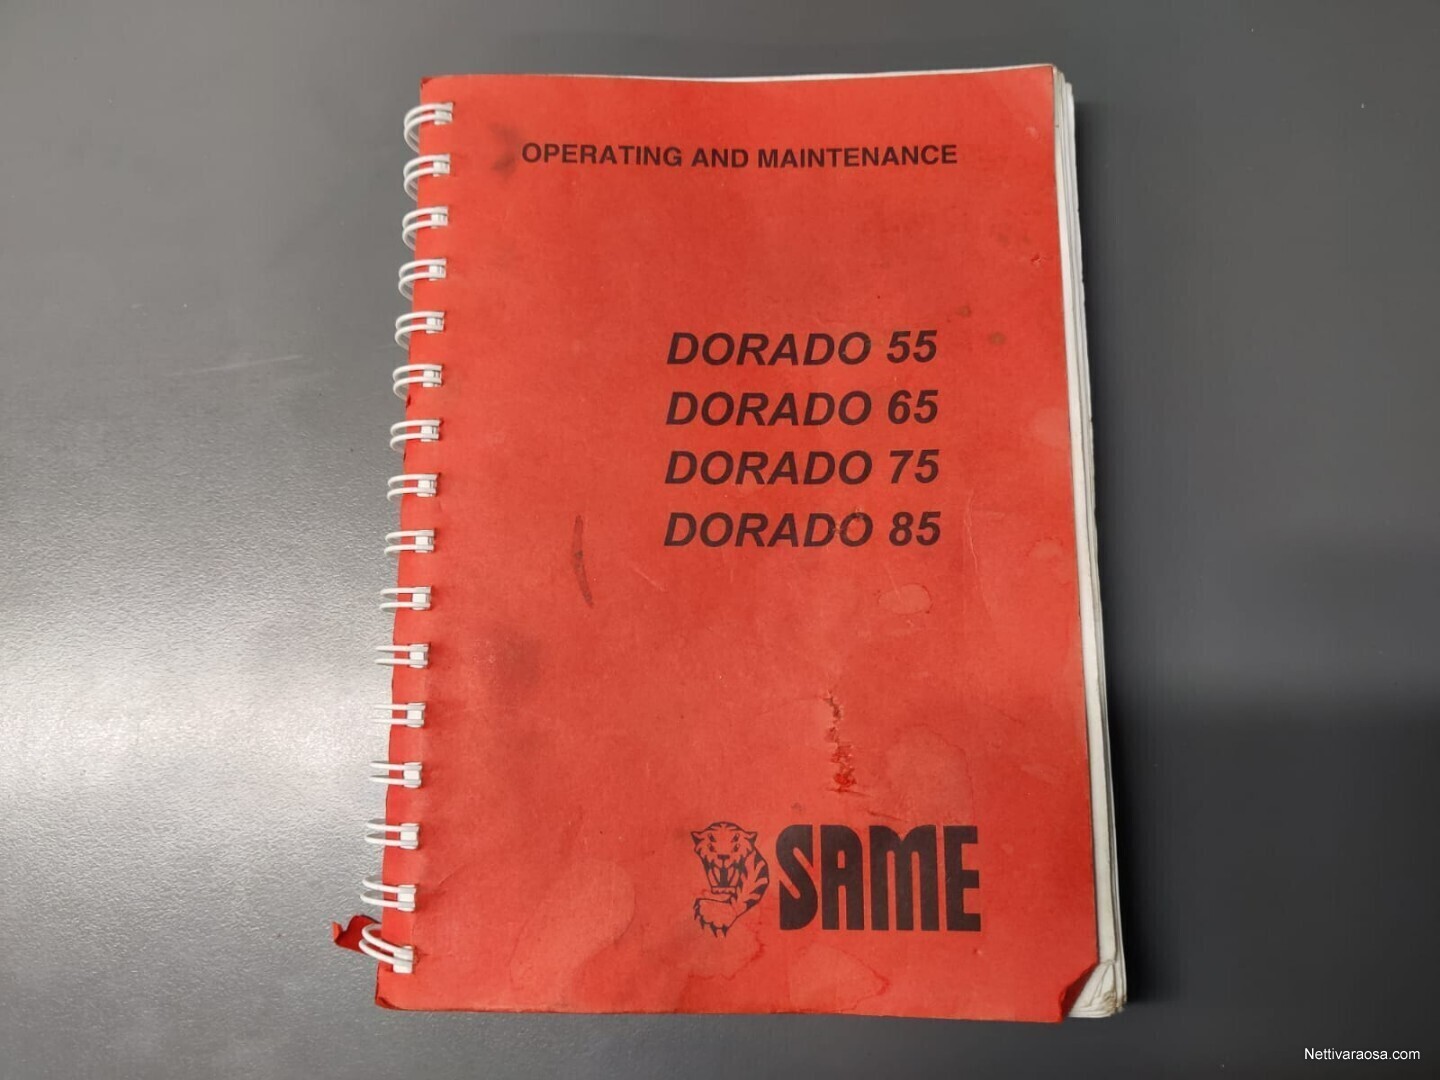 OPERATING AND MAINTENANCE
DORADO 55
DORADO 65
DORADO 75
DORADO 85
SAME
Nettivaraosa.com